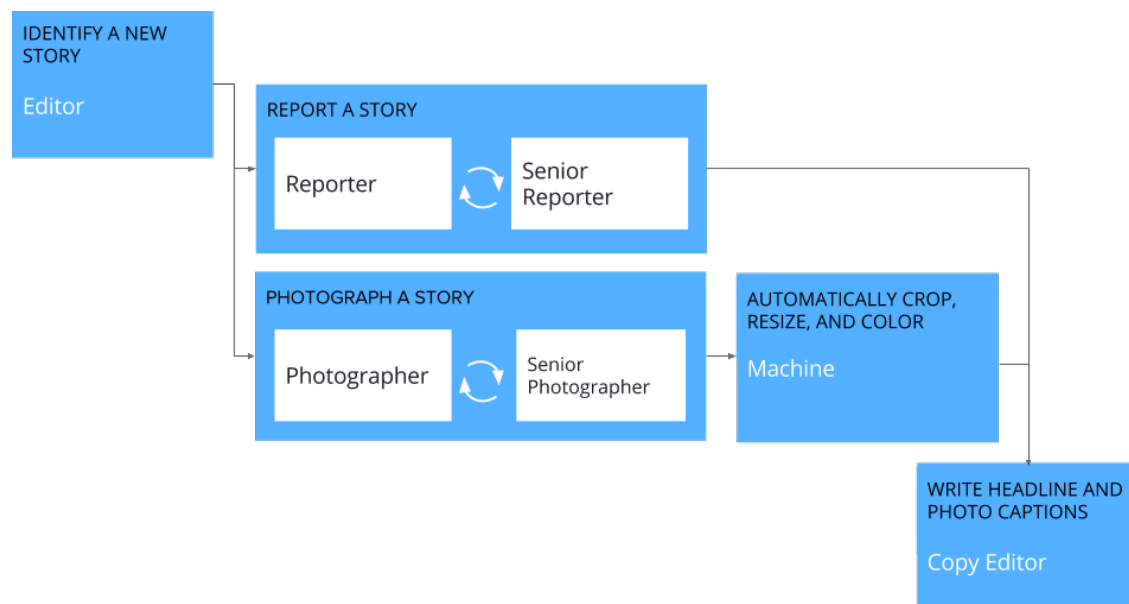 IDENTIFY A NEW
STORY
Editor
REPORT A STORY
Reporter
Senior
Reporter
PHOTOGRAPH A STORY
Photographer
Senior
Photographer
AUTOMATICALLY CROP,
RESIZE, AND COLOR
Machine
WRITE HEADLINE AND
PHOTO CAPTIONS
Copy Editor